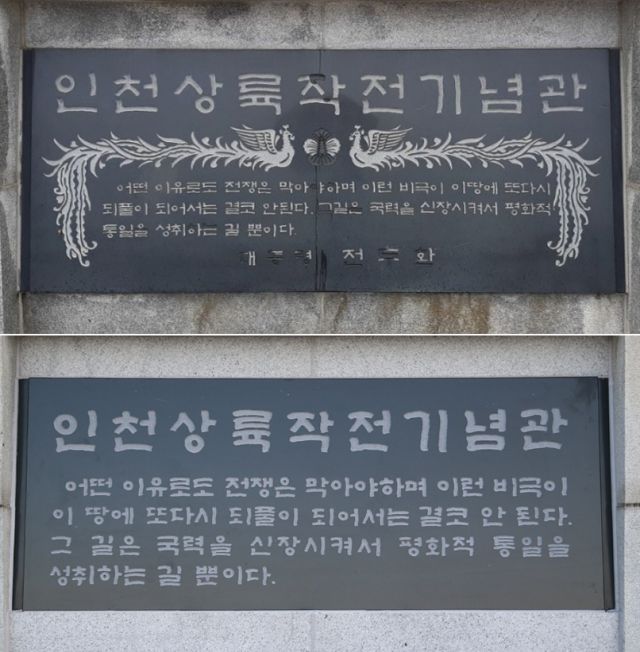 인천상륙작전기념관
어떤 이유로도 전쟁은 막아야하며 이런 비극이 이땅에 또다시
되풀이 되어서는 결코 안된다. 그길은 국력을 신장시켜서 평화적
통일을 성취하는 길 뿐이다.
대통령 전두환
인천상륙작전기념관
어떤 이유로도 전쟁은 막아야하며 이런 비극이
이 땅에 또다시 되풀이 되어서는 결코 안 된다.
그 길은 국력을 신장시켜서 평화적 통일을
성취하는 길 뿐이다.